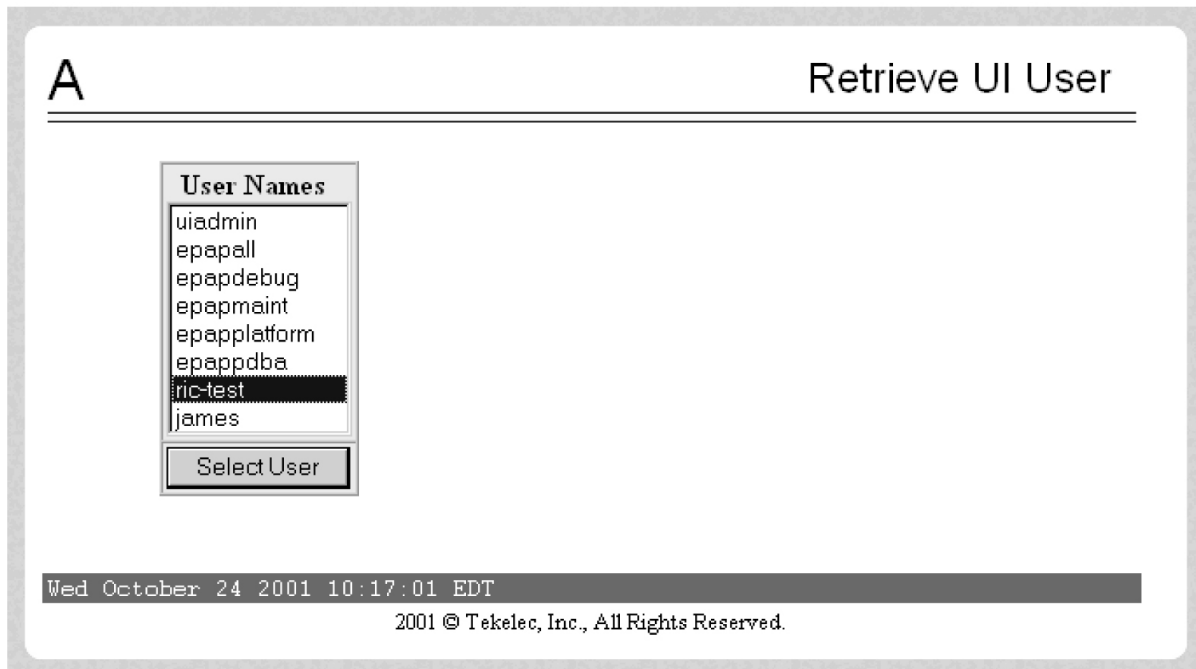 A
Retrieve UI User
User Names
uiadmin
epapall
epapdebug
epapmaint
epapplatform
epappdba
ric-test
james
Select User
Wed October 24 2001 10:17:01 EDT
2001 © Tekelec, Inc., All Rights Reserved.